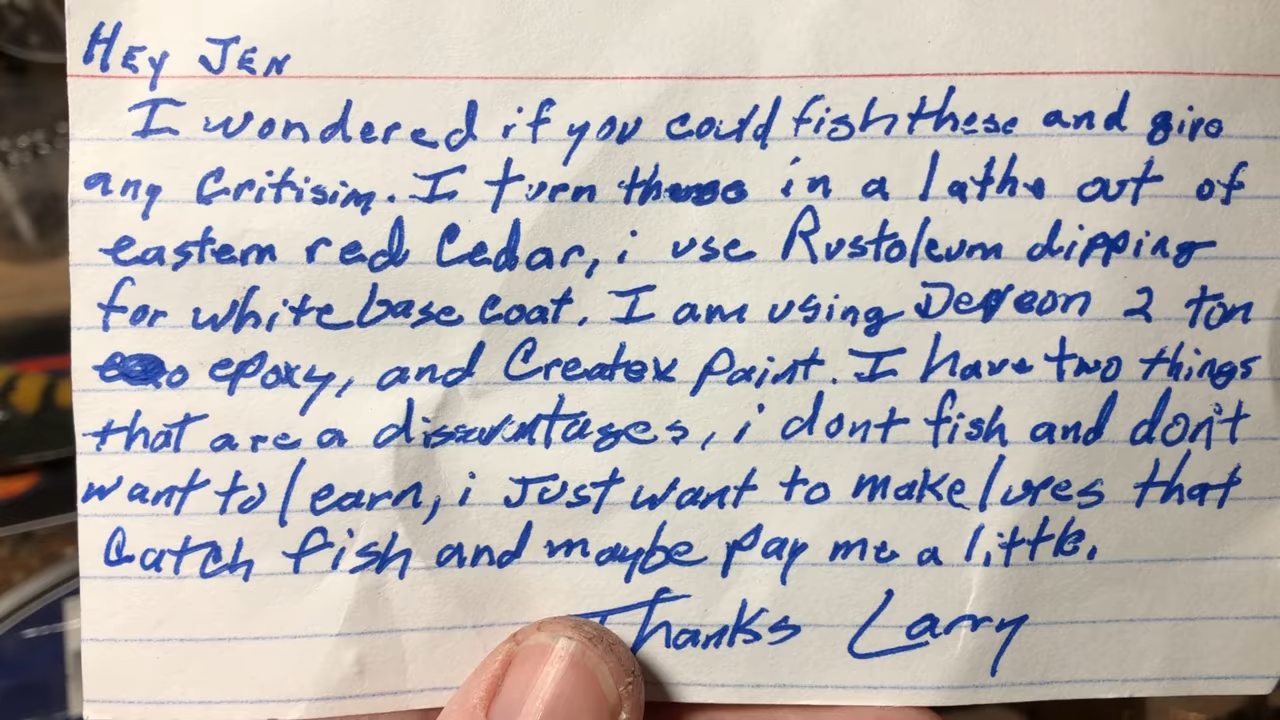 Hey Jen
I wondered if you could fish these and give
any Critisim. I turn these in a lathe out of
eastern red Cedar, i use Rustoleum dipping
for white base Coat. I am using Devcon 2 ton
epoxy, and Createx paint. I have two things
that are a dissavntages, i dont fish and don't
want to learn, i Just want to make lures that
Catch fish and maybe pay me a little.
Thanks Larry